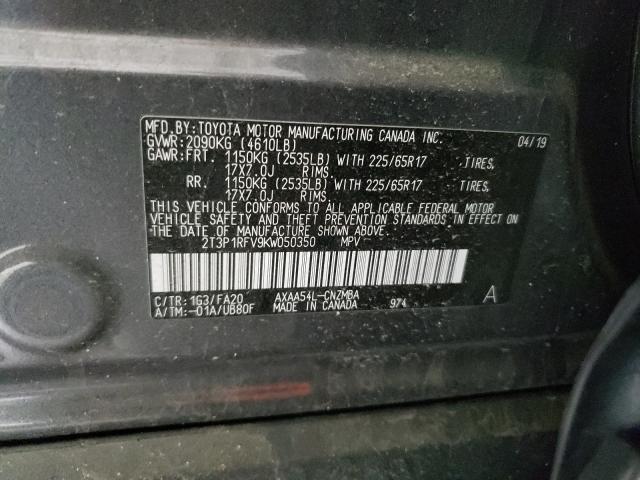 MFD.BY:TOYOTA MOTOR MANUFACTURING CANADA INC. 04/19
GVWR:2090KG (4610LB)
GAWR:FRT. 1150KG (2535LB) WITH 225/65R17 TIRES,
17X7.0J RIMS.
RR. 1150KG (2535LB) WITH 225/65R17 TIRES,
17X7.0J RIMS.
THIS VEHICLE CONFORMS TO ALL APPLICABLE FEDERAL MOTOR
VEHICLE SAFETY AND THEFT PREVENTION STANDARDS IN EFFECT ON
THE DATE OF MANUFACTURE SHOWN ABOVE.
2T3P1RFV9KW050350 MPV
C/TR:1G3/FA20 AXAA54L-CNZMBA A
A/TM:-01A/UB80F MADE IN CANADA 974